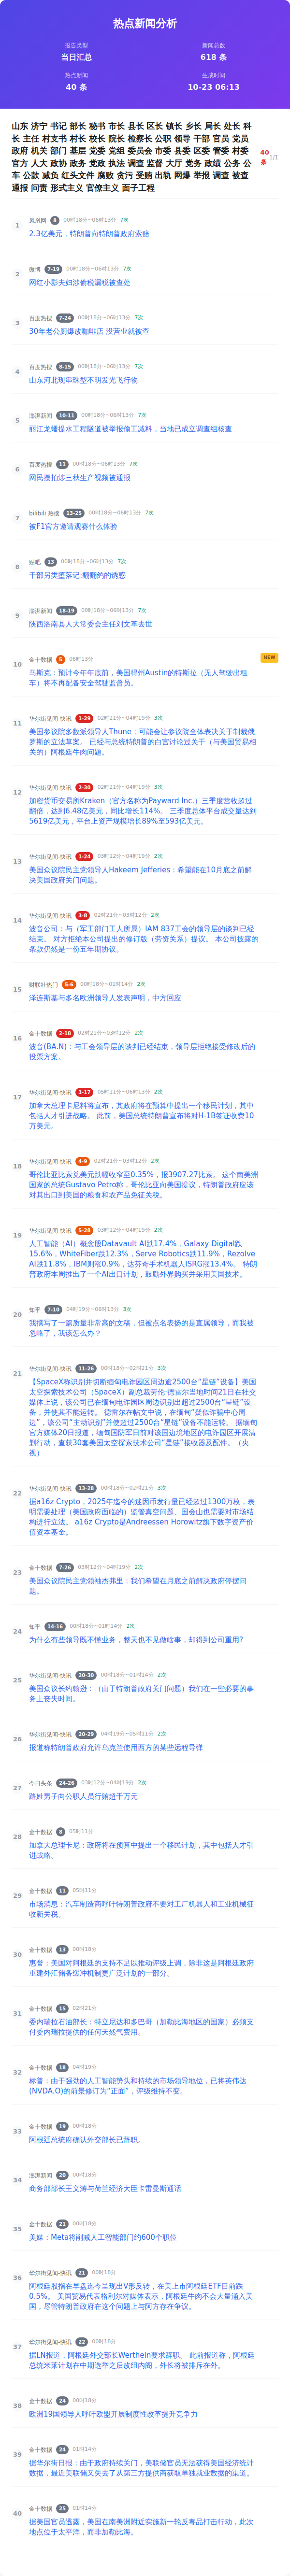 热点新闻分析
报告类型
新闻总数
当日汇总
618 条
热点新闻
生成时间
40 条
10-23 06:13
山东 济宁 书记 部长 秘书 市长 县长 区长 镇长 乡长 局长 处长 科
长 主任 村支书 村长 校长 院长 检察长 公职 领导 干部 官员 党员
政府 机关 部门 基层 党委 党组 委员会 市委 县委 区委 管委 村委
官方 人大 政协 政务 党政 执法 调查 监督 大厅 党务 政绩 公务 公
车 公款 减负 红头文件 腐败 贪污 受贿 出轨 网爆 举报 调查 被查
通报 问责 形式主义 官僚主义 面子工程
40
条
1/1
1
凤凰网 8 00时18分~06时13分 7次
2.3亿美元，特朗普向特朗普政府索赔
2
微博 7-19 00时18分~06时13分 7次
网红小影夫妇涉偷税漏税被查处
3
百度热搜 7-24 00时18分~06时13分 7次
30年老公厕爆改咖啡店 没营业就被查
4
百度热搜 8-15 00时18分~06时13分 7次
山东河北现串珠型不明发光飞行物
5
澎湃新闻 10-11 00时18分~06时13分 7次
丽江龙蟠提水工程隧道被举报偷工减料，当地已成立调查组核查
6
百度热搜 11 00时18分~06时13分 7次
网民摆拍涉三秋生产视频被通报
7
bilibili 热搜 13-25 00时18分~06时13分 7次
被F1官方邀请观赛什么体验
8
贴吧 13 00时18分~06时13分 7次
干部另类堕落记:翻翻鸽的诱惑
9
澎湃新闻 18-19 00时18分~06时13分 7次
陕西洛南县人大常委会主任刘文革去世
10
金十数据 5 06时13分
NEW
马斯克：预计今年年底前，美国得州Austin的特斯拉（无人驾驶出租
车）将不再配备安全驾驶监督员。
11
华尔街见闻-快讯 1-29 02时21分~04时19分 3次
美国参议院多数派领导人Thune：可能会让参议院全体表决关于制裁俄
罗斯的立法草案。 已经与总统特朗普的白宫讨论过关于（与美国贸易相
关的）阿根廷牛肉问题。
12
华尔街见闻-快讯 2-30 02时21分~04时19分 3次
加密货币交易所Kraken（官方名称为Payward Inc.）三季度营收超过
翻倍，达到6.48亿美元，同比增长114%。 三季度总体平台成交量达到
5619亿美元，平台上资产规模增长89%至593亿美元。
13
华尔街见闻-快讯 1-24 03时12分~04时19分 2次
美国众议院民主党领袖Hakeem Jefferies：希望能在10月底之前解
决美国政府关门问题。
14
华尔街见闻-快讯 3-8 02时21分~03时12分 2次
波音公司：与（军工部门工人所属）IAM 837工会的领导层的谈判已经
结束。 对方拒绝本公司提出的修订版（劳资关系）提议。 本公司披露的
条款仍然是一份五年期协议。
15
财联社热门 5-6 00时18分~01时14分 2次
泽连斯基与多名欧洲领导人发表声明，中方回应
16
金十数据 2-18 02时21分~03时12分 2次
波音(BA.N)：与工会领导层的谈判已经结束，领导层拒绝接受修改后的
投票方案。
17
华尔街见闻-快讯 3-17 05时11分~06时13分 2次
加拿大总理卡尼料将宣布，其政府将在预算中提出一个移民计划，其中
包括人才引进战略。 此前，美国总统特朗普宣布将对H-1B签证收费10
万美元。
18
华尔街见闻-快讯 4-9 02时21分~03时12分 2次
哥伦比亚比索兑美元跌幅收窄至0.35%，报3907.27比索。 这个南美洲
国家的总统Gustavo Petro称，哥伦比亚向美国提议，特朗普政府应该
对其出口到美国的粮食和农产品免征关税。
19
华尔街见闻-快讯 5-28 03时12分~04时19分 2次
人工智能（AI）概念股Datavault AI跌17.4%，Galaxy Digital跌
15.6%，WhiteFiber跌12.3%，Serve Robotics跌11.9%，Rezolve
AI跌11.8%，IBM则涨0.9%，达芬奇手术机器人ISRG涨13.4%。 特朗
普政府本周推出了一个AI出口计划，鼓励外界购买并采用美国技术。
20
知乎 7-10 04时19分~06时13分 3次
我撰写了一篇质量非常高的文稿，但被点名表扬的是直属领导，而我被
忽略了，我该怎么办？
21
华尔街见闻-快讯 11-26 00时18分~02时21分 3次
【SpaceX称识别并切断缅甸电诈园区周边逾2500台“星链”设备】美国
太空探索技术公司（SpaceX）副总裁劳伦·德雷尔当地时间21日在社交
媒体上说，该公司已在缅甸电诈园区周边识别出超过2500台“星链”设
备，并使其不能运转。 德雷尔在帖文中说，在缅甸“疑似诈骗中心周
边”，该公司“主动识别”并使超过2500台“星链”设备不能运转。 据缅甸
官方媒体20日报道，缅甸国防军日前对该国边境地区的电诈园区开展清
剿行动，查获30套美国太空探索技术公司“星链”接收器及配件。（央
视）
22
华尔街见闻-快讯 13-28 00时18分~02时21分 3次
据a16z Crypto，2025年迄今的迷因币发行量已经超过1300万枚，表
明需要处理（美国政府面临的）监管真空问题、国会山也需要对市场结
构进行立法。 a16z Crypto是Andreessen Horowitz旗下数字资产价
值资本基金。
23
金十数据 7-26 03时12分~04时19分 2次
美国众议院民主党领袖杰弗里：我们希望在月底之前解决政府停摆问
题。
24
知乎 14-16 00时18分~01时14分 2次
为什么有些领导既不懂业务，整天也不见做啥事，却得到公司重用?
25
华尔街见闻-快讯 20-30 00时18分~01时14分 2次
美国众议长约翰逊：（由于特朗普政府关门问题）我们在一些必要的事
务上丧失时间。
26
华尔街见闻-快讯 20-29 04时19分~05时11分 2次
报道称特朗普政府允许乌克兰使用西方的某些远程导弹
27
今日头条 24-26 03时12分~04时19分 2次
路姓男子向公职人员行贿超千万元
28
金十数据 8 05时11分
加拿大总理卡尼：政府将在预算中提出一个移民计划，其中包括人才引
进战略。
29
金十数据 11 05时11分
市场消息：汽车制造商呼吁特朗普政府不要对工厂机器人和工业机械征
收新关税。
30
金十数据 13 00时18分
惠誉：美国对阿根廷的支持不足以推动评级上调，除非这是阿根廷政府
重建外汇储备缓冲机制更广泛计划的一部分。
31
金十数据 15 02时21分
委内瑞拉石油部长：特立尼达和多巴哥（加勒比海地区的国家）必须支
付委内瑞拉提供的任何天然气费用。
32
金十数据 18 04时19分
标普：由于强劲的人工智能势头和持续的市场领导地位，已将英伟达
(NVDA.O)的前景修订为“正面”，评级维持不变。
33
金十数据 19 00时18分
阿根廷总统府确认外交部长已辞职。
34
澎湃新闻 20 00时18分
商务部部长王文涛与荷兰经济大臣卡雷曼斯通话
35
金十数据 21 00时18分
美媒：Meta将削减人工智能部门约600个职位
36
华尔街见闻-快讯 21 00时18分
阿根廷股指在早盘迄今呈现出V形反转，在美上市阿根廷ETF目前跌
0.5%。 美国贸易代表格利尔对媒体表示，阿根廷牛肉不会大量涌入美
国，尽管特朗普政府在这个问题上与阿方存在争议。
37
华尔街见闻-快讯 22 00时18分
据LN报道，阿根廷外交部长Werthein要求辞职。 此前报道称，阿根廷
总统米莱计划在中期选举之后改组内阁，外长将被排斥在外。
38
金十数据 24 00时18分
欧洲19国领导人呼吁欧盟开展制度性改革提升竞争力
39
金十数据 24 01时14分
据华尔街日报：由于政府持续关门，美联储官员无法获得美国经济统计
数据，最近美联储又失去了从第三方提供商获取单独就业数据的渠道。
40
金十数据 25 01时14分
据美国官员透露，美国在南美洲附近实施新一轮反毒品打击行动，此次
地点位于太平洋，而非加勒比海。